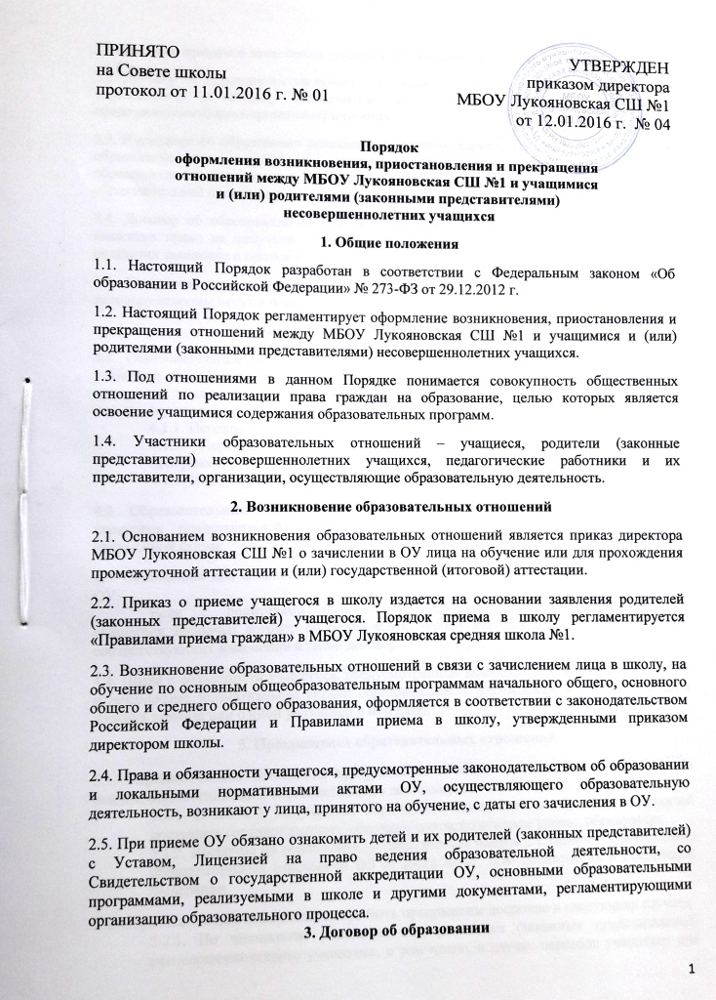 ПРИНЯТО
на Совете школы
протокол от 11.01.2016 г. № 01
УТВЕРЖДЕН
приказом директора
МБОУ Лукояновская СШ №1
от 12.01.2016 г. № 04
Порядок
оформления возникновения, приостановления и прекращения
отношений между МБОУ Лукояновская СШ №1 и учащимися
и (или) родителями (законными представителями)
несовершеннолетних учащихся
1. Общие положения
1.1. Настоящий Порядок разработан в соответствии с Федеральным законом «Об
образовании в Российской Федерации» № 273-ФЗ от 29.12.2012 г.
1.2. Настоящий Порядок регламентирует оформление возникновения, приостановления и
прекращения отношений между МБОУ Лукояновская СШ №1 и учащимися и (или)
родителями (законными представителями) несовершеннолетних учащихся.
1.3. Под отношениями в данном Порядке понимается совокупность общественных
отношений по реализации права граждан на образование, целью которых является
освоение учащимися содержания образовательных программ.
1.4. Участники образовательных отношений – учащиеся, родители (законные
представители) несовершеннолетних учащихся, педагогические работники и их
представители, организации, осуществляющие образовательную деятельность.
2. Возникновение образовательных отношений
2.1. Основанием возникновения образовательных отношений является приказ директора
МБОУ Лукояновская СШ №1 о зачислении в ОУ лица на обучение или для прохождения
промежуточной аттестации и (или) государственной (итоговой) аттестации.
2.2. Приказ о приеме учащегося в школу издается на основании заявления родителей
(законных представителей) учащегося. Порядок приема в школу регламентируется
«Правилами приема граждан» в МБОУ Лукояновская средняя школа №1.
2.3. Возникновение образовательных отношений в связи с зачислением лица в школу, на
обучение по основным общеобразовательным программам начального общего, основного
общего и среднего общего образования, оформляется в соответствии с законодательством
Российской Федерации и Правилами приема в школу, утвержденными приказом
директором школы.
2.4. Права и обязанности учащегося, предусмотренные законодательством об образовании
и локальными нормативными актами ОУ, осуществляющего образовательную
деятельность, возникают у лица, принятого на обучение, с даты его зачисления в ОУ.
2.5. При приеме ОУ обязано ознакомить детей и их родителей (законных представителей)
с Уставом, Лицензией на право ведения образовательной деятельности, со
Свидетельством о государственной аккредитации ОУ, основными образовательными
программами, реализуемыми в школе и другими документами, регламентирующими
организацию образовательного процесса.
3. Договор об образовании
1